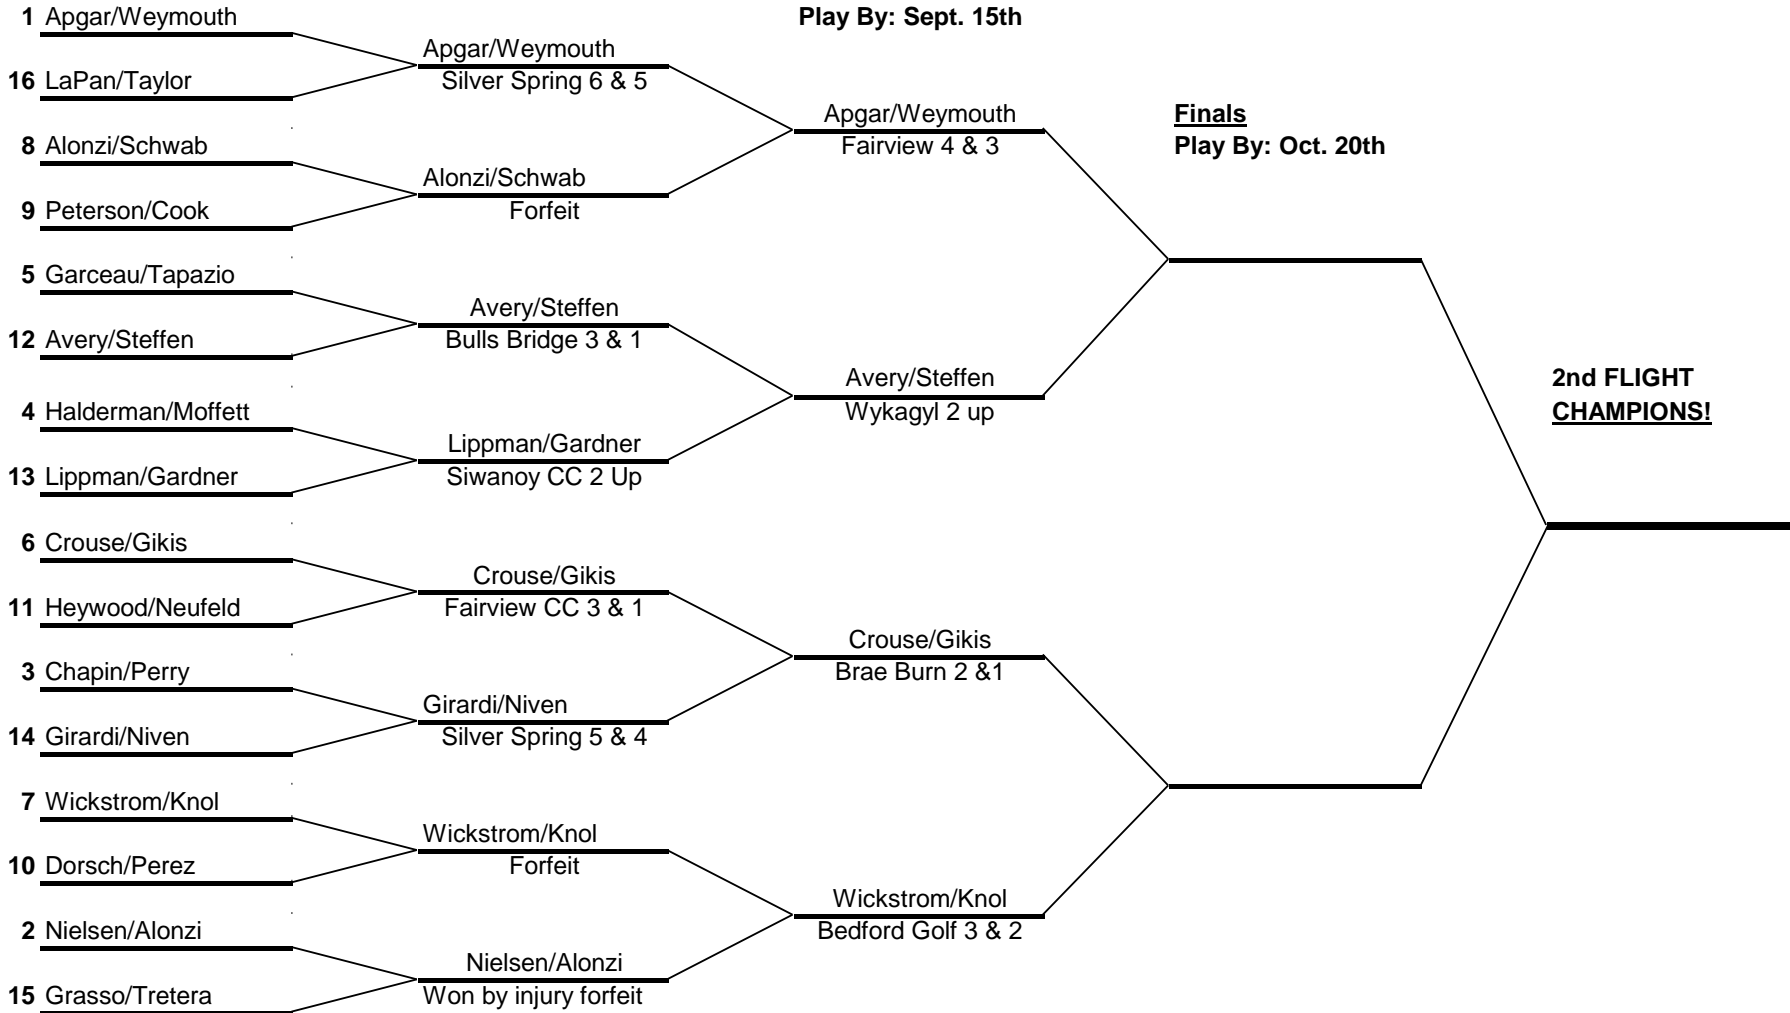 1 Apgar/Weymouth
Play By: Sept. 15th
Apgar/Weymouth
16 LaPan/Taylor
Silver Spring 6 & 5
Apgar/Weymouth
Finals
8 Alonzi/Schwab
Fairview 4 & 3
Play By: Oct. 20th
Alonzi/Schwab
9 Peterson/Cook
Forfeit
5 Garceau/Tapazio
Avery/Steffen
12 Avery/Steffen
Bulls Bridge 3 & 1
Avery/Steffen
2nd FLIGHT
4 Halderman/Moffett
Wykagyl 2 up
CHAMPIONS!
Lippman/Gardner
13 Lippman/Gardner
Siwanoy CC 2 Up
6 Crouse/Gikis
Crouse/Gikis
11 Heywood/Neufeld
Fairview CC 3 & 1
Crouse/Gikis
3 Chapin/Perry
Brae Burn 2 &1
Girardi/Niven
14 Girardi/Niven
Silver Spring 5 & 4
7 Wickstrom/Knol
Wickstrom/Knol
10 Dorsch/Perez
Forfeit
Wickstrom/Knol
2 Nielsen/Alonzi
Bedford Golf 3 & 2
Nielsen/Alonzi
15 Grasso/Tretera
Won by injury forfeit